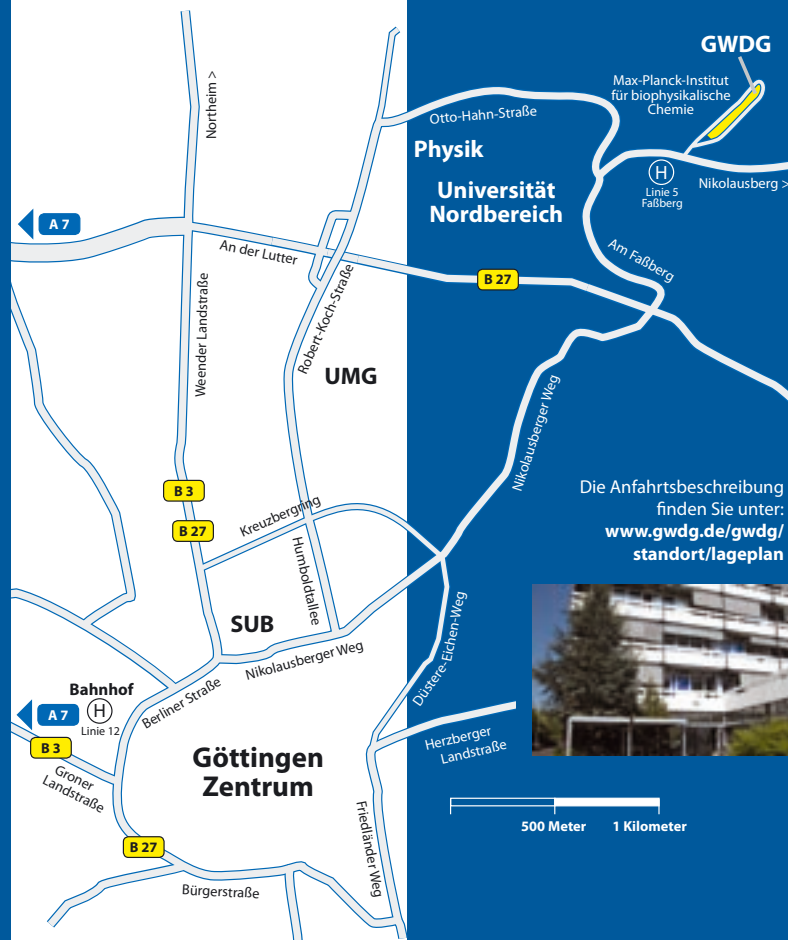 GWDG
Max-Planck-Institut
für biophysikalische
Chemie
Northeim >
Otto-Hahn-Straße
Physik
H
Linie 5
Faßberg
Nikolausberg >
Universität
Nordbereich
A 7
An der Lutter
Am Faßberg
B 27
Weender Landstraße
Robert-Koch-Straße
UMG
Nikolausberger Weg
B 3
B 27
Kreuzbergring
Die Anfahrtsbeschreibung
finden Sie unter:
www.gwdg.de/gwdg/
standort/lageplan
Humboldtallee
SUB
Nikolausberger Weg
Düstere-Eichen-Weg
Bahnhof
A 7
H
Linie 12
Berliner Straße
B 3
Groner
Landstraße
Göttingen
Zentrum
Herzberger
Landstraße
Friedländer Weg
500 Meter
1 Kilometer
B 27
Bürgerstraße